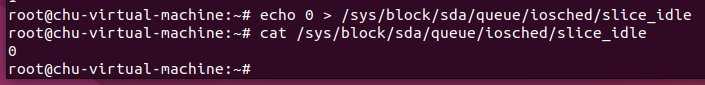 root@chu-virtual-machine:~# echo 0 > /sys/block/sda/queue/iosched/slice_idle
root@chu-virtual-machine:~# cat /sys/block/sda/queue/iosched/slice_idle
0
root@chu-virtual-machine:~#